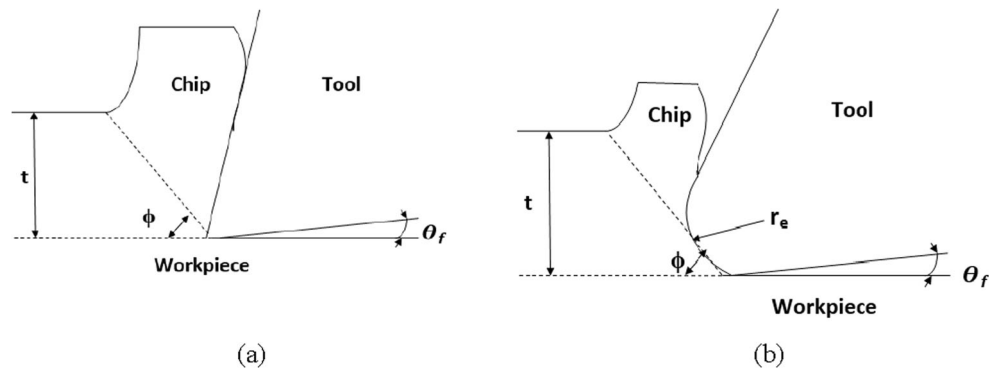 Chip
Tool
t
ϕ
θf
Workpiece
(a)
Chip
Tool
t
re
ϕ
θf
Workpiece
(b)